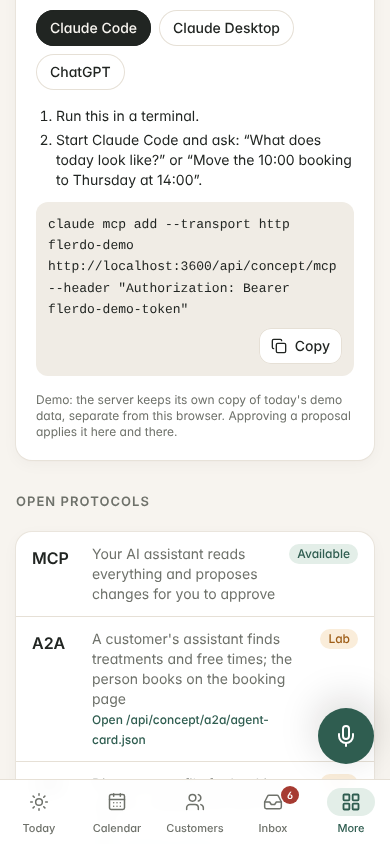 Claude Code
Claude Desktop
ChatGPT
1. Run this in a terminal.
2. Start Claude Code and ask: “What does
today look like?” or “Move the 10:00 booking
to Thursday at 14:00”.
claude mcp add --transport http
flerdo-demo
http://localhost:3600/api/concept/mcp
--header "Authorization: Bearer
flerdo-demo-token"
Copy
Demo: the server keeps its own copy of today's demo
data, separate from this browser. Approving a proposal
applies it here and there.
OPEN PROTOCOLS
MCP
Your AI assistant reads
everything and proposes
changes for you to approve
Available
A2A
A customer's assistant finds
treatments and free times; the
person books on the booking
page
Open /api/concept/a2a/agent-
card.json
Lab
6
Today
Calendar
Customers
Inbox
More